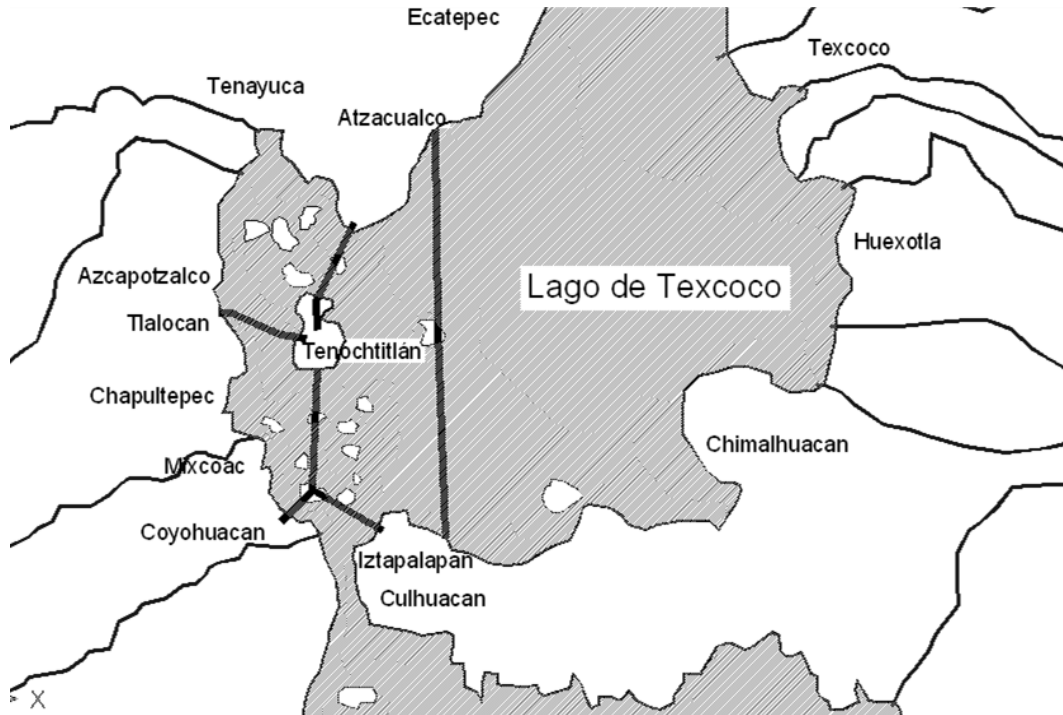 Ecatepec
Texcoco
Tenayuca
Atzacualco
Huexotla
Azcapotzalco
Lago de Texcoco
Tlalocan
Tenochtitlán
Chapultepec
Chimalhuacan
Mixcoac
Coyohuacan
Iztapalapan
Culhuacan
X